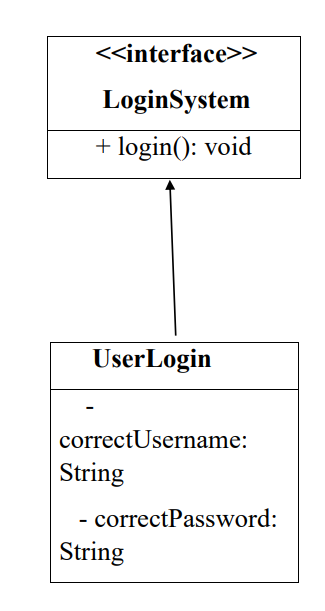 <<interface>>
LoginSystem
+ login(): void
UserLogin
-
correctUsername:
String
- correctPassword:
String